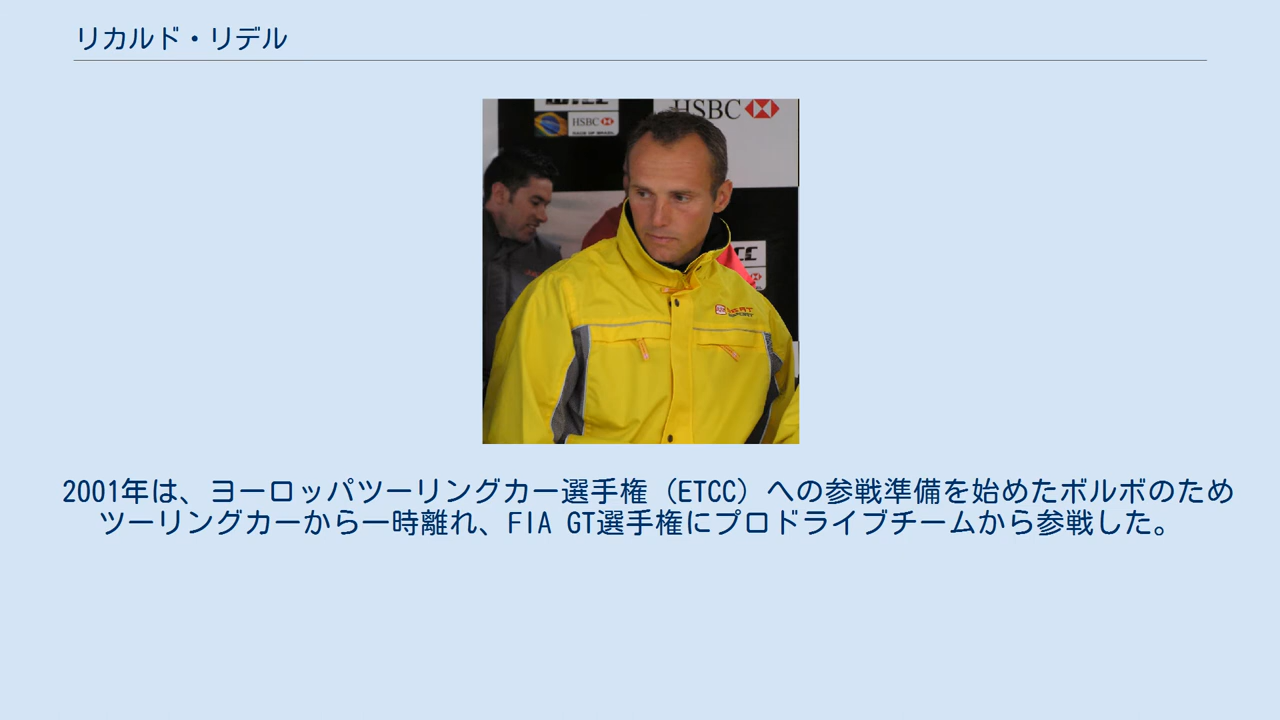 リカルド・リデル
HSBC
HSBC
2001年は、ヨーロッパツーリングカー選手権（ETCC）への参戦準備を始めたボルボのため
ツーリングカーから一時離れ、FIA GT選手権にプロドライブチームから参戦した。